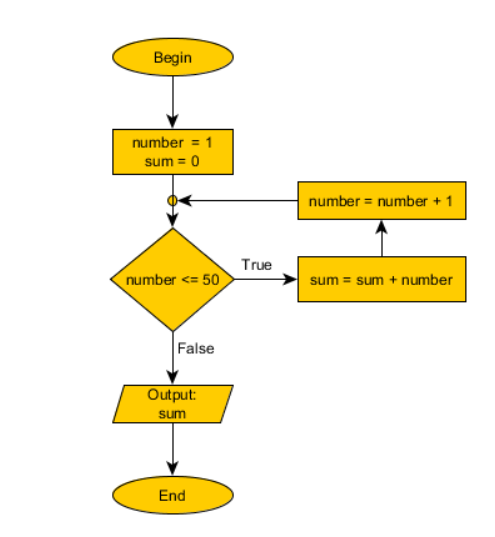 Begin
number = 1
sum = 0
number = number + 1
number <= 50
True
sum = sum + number
False
Output:
sum
End